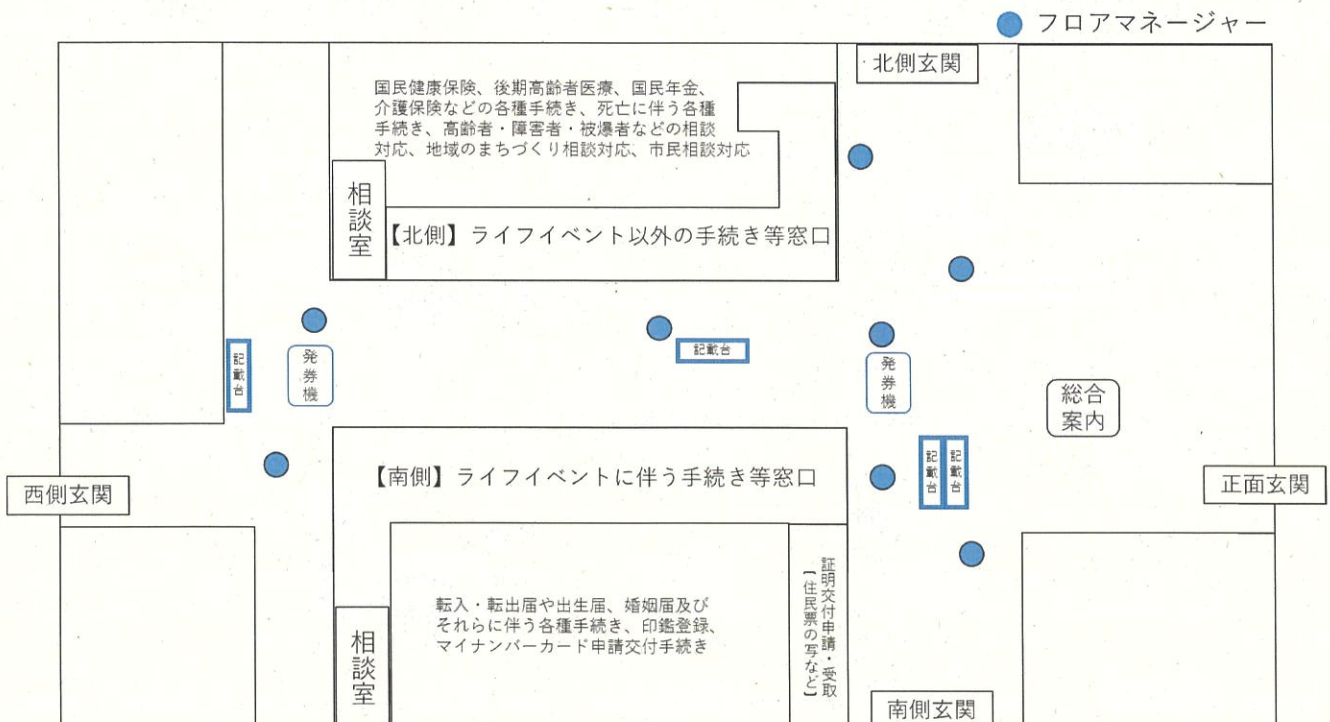 フロアマネージャー
北側玄関
国民健康保険、後期高齢者医療、国民年金、
介護保険などの各種手続き、死亡に伴う各種
手続き、高齢者・障害者・被爆者などの相談
対応、地域のまちづくり相談対応、市民相談対応
相談室
【北側】ライフイベント以外の手続き等窓口
記載台
発券機
記載台
発券機
総合
案内
【南側】ライフイベントに伴う手続き等窓口
記載台
記載台
西側玄関
正面玄関
転入・転出届や出生届、婚姻届及び
それらに伴う各種手続き、印鑑登録、
マイナンバーカード申請交付手続き
証明交付申請・受取
【住民票の写など】
相談室
南側玄関